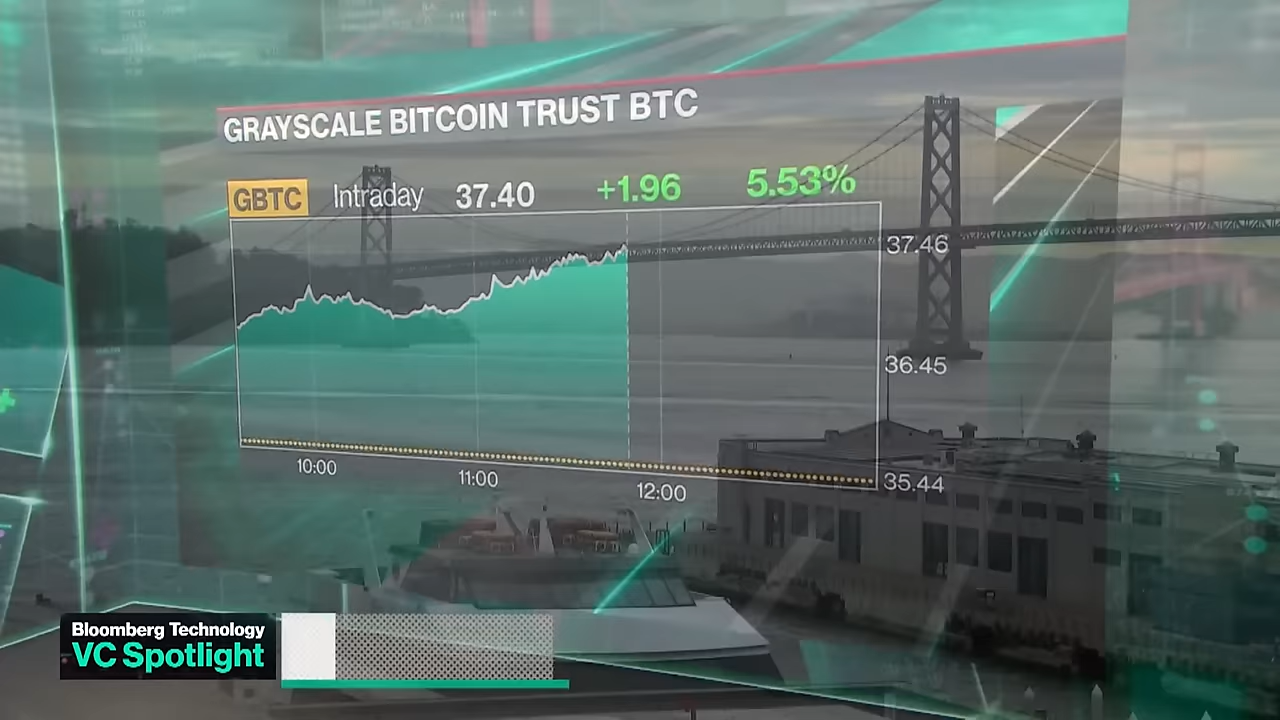 GRAYSCALE BITCOIN TRUST BTC
GBTC Intraday 37.40 +1.96 5.53%
37.46
36.45
35.44
10:00 11:00 12:00
Bloomberg Technology
VC Spotlight